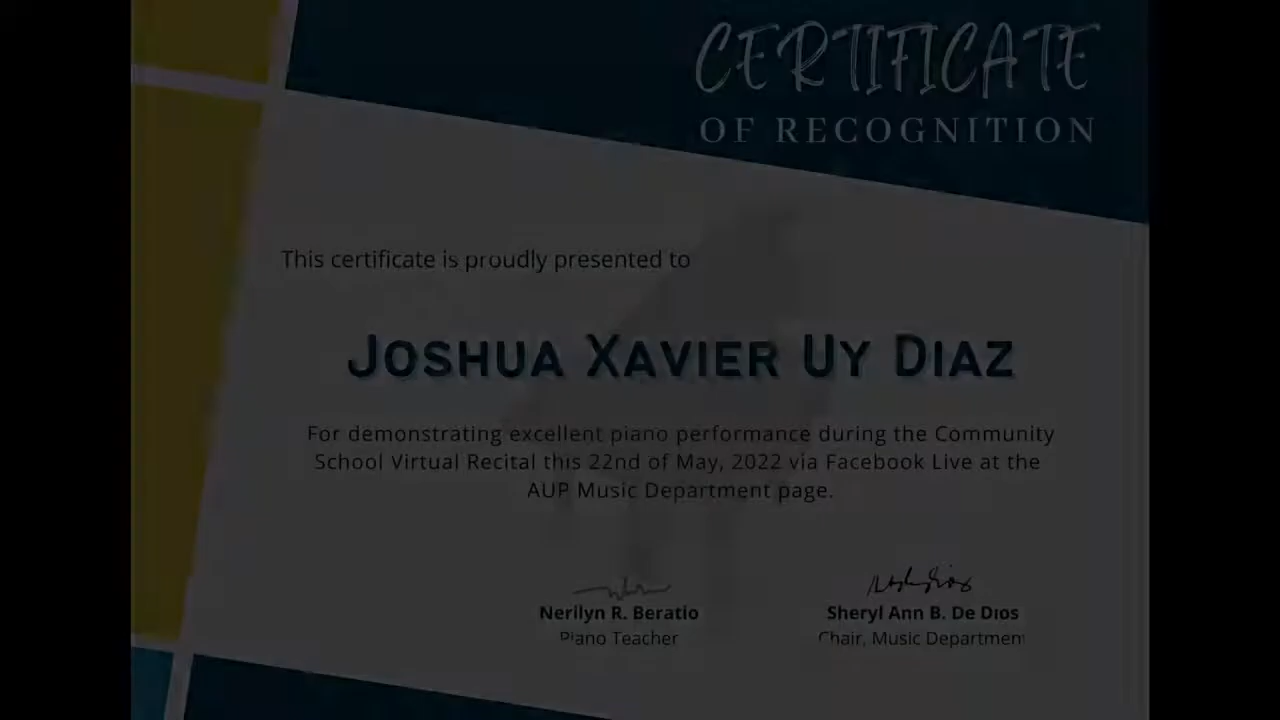 CERTIFICATE
OF RECOGNITION
This certificate is proudly presented to
JOSHUA XAVIER UY DIAZ
For demonstrating excellent piano performance during the Community
School Virtual Recital this 22nd of May, 2022 via Facebook Live at the
AUP Music Department page.
Nerilyn R. Beratio
Sheryl Ann B. De Dios
Piano Teacher
Chair, Music Department